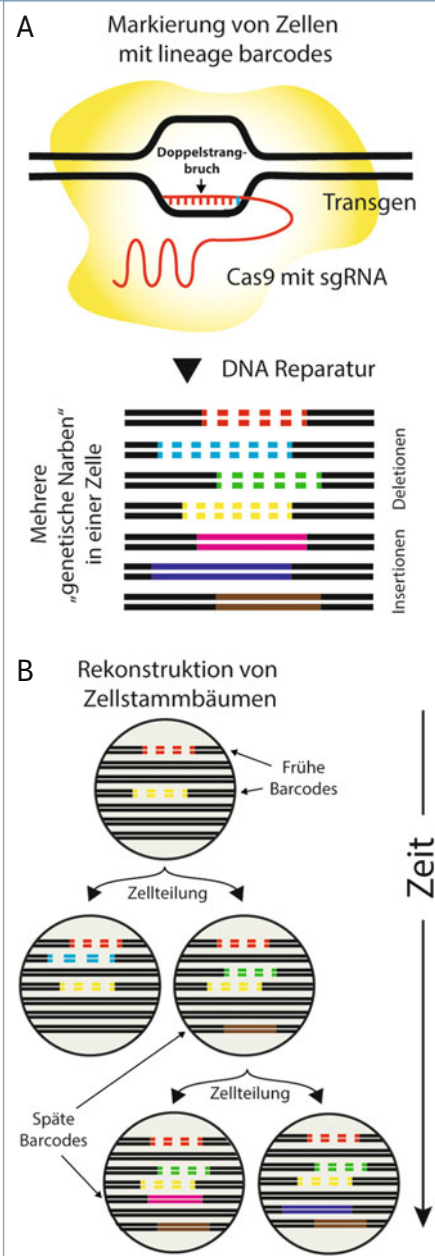 A
Markierung von Zellen
mit lineage barcodes
Doppelstrang-
bruch
Transgen
Cas9 mit sgRNA
DNA Reparatur
Mehrere
„genetische Narben“
in einer Zelle
Deletionen
Insertionen
B
Rekonstruktion von
Zellstammbäumen
Frühe
Barcodes
Zeit
Zellteilung
Zellteilung
Späte
Barcodes